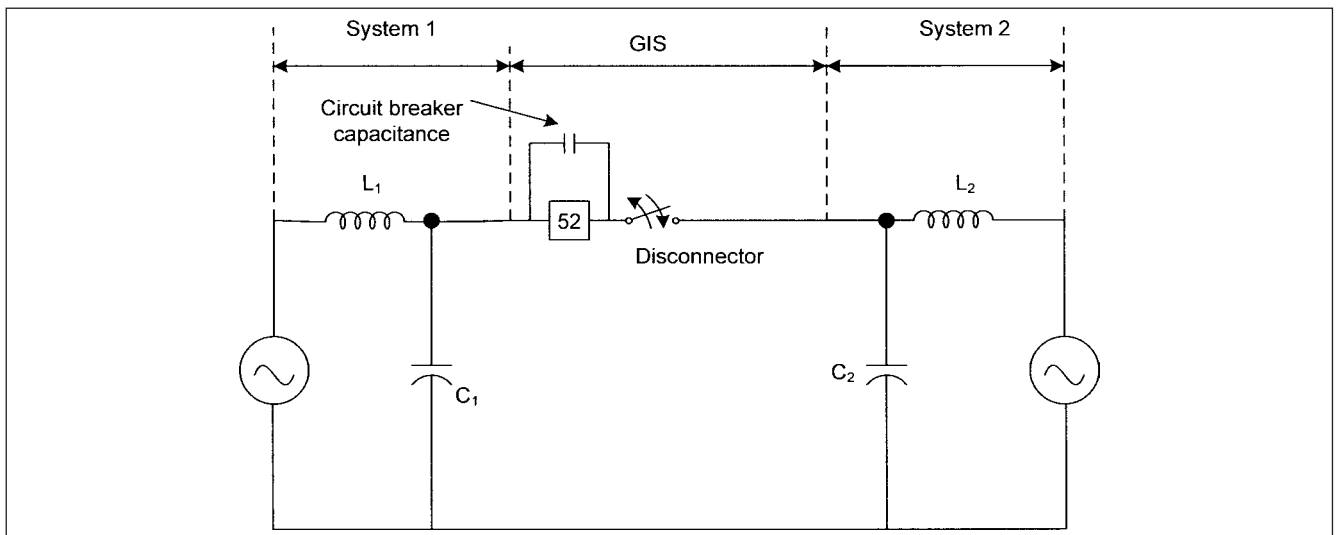 System 1
GIS
System 2
Circuit breaker
capacitance
L₁
L₂
52
Disconnector
C₁
C₂